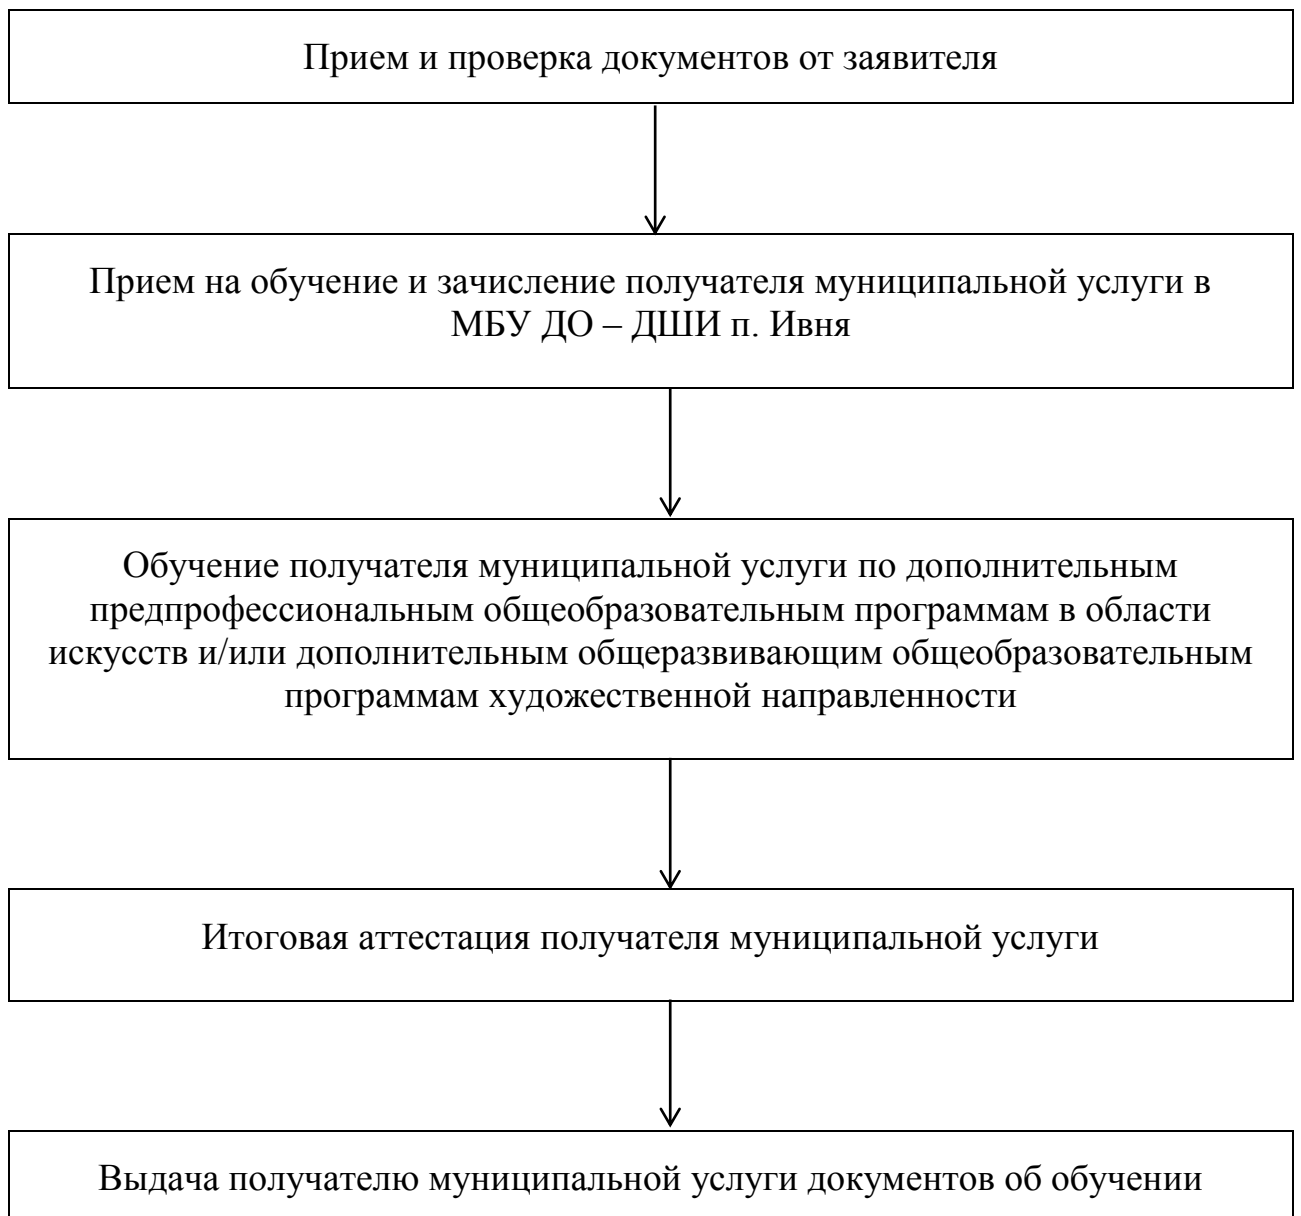 Прием и проверка документов от заявителя
Прием на обучение и зачисление получателя муниципальной услуги в
МБУ ДО – ДШИ п. Ивня
Обучение получателя муниципальной услуги по дополнительным
предпрофессиональным общеобразовательным программам в области
искусств и/или дополнительным общеразвивающим общеобразовательным
программам художественной направленности
Итоговая аттестация получателя муниципальной услуги
Выдача получателю муниципальной услуги документов об обучении